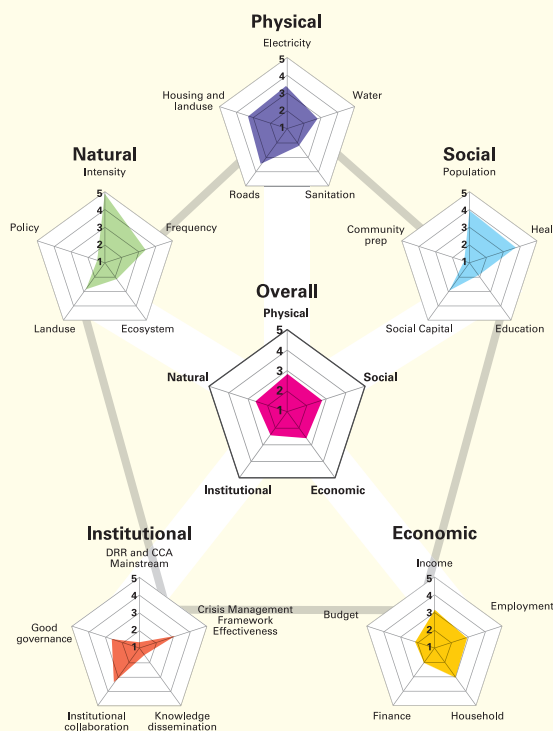 Physical
Electricity
5
4
3
2
1
Housing and
landuse
Water
Roads
Sanitation
Natural
Intensity
5
4
3
2
1
Policy
Frequency
Landuse
Ecosystem
Social
Population
5
4
3
2
1
Community
prep
Heal
Social Capital
Education
Overall
Physical
5
4
3
2
1
Natural
Social
Institutional
Economic
Institutional
DRR and CCA
Mainstream
5
4
3
2
1
Good
governance
Crisis Management
Framework
Effectiveness
Institutional
collaboration
Knowledge
dissemination
Economic
Income
5
4
3
2
1
Budget
Employment
Finance
Household